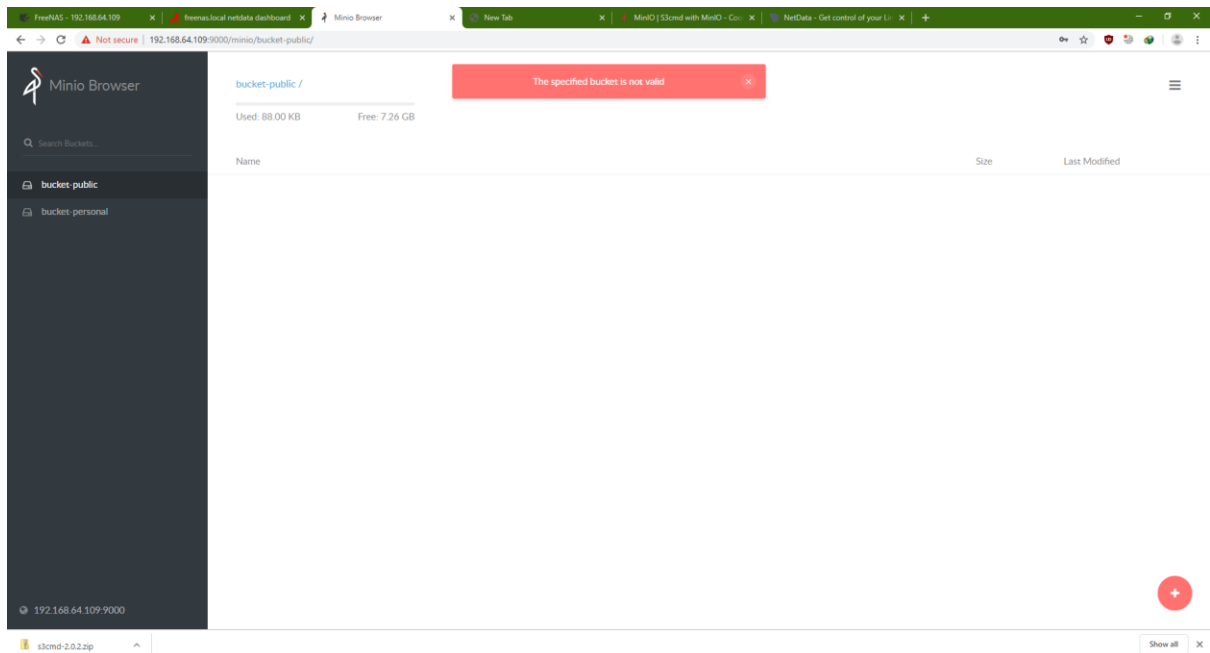 FreeNAS - 192.168.64.109
freenas.local netdata dashboard
Minio Browser
New Tab
MinIO | S3cmd with MinIO - Coo
NetData - Get control of your Li
Not secure | 192.168.64.109:9000/minio/bucket-public/
Minio Browser
bucket-public /
The specified bucket is not valid
Used: 88.00 KB Free: 7.26 GB
Search Buckets...
Name Size Last Modified
bucket-public
bucket-personal
192.168.64.109:9000
s3cmd-2.0.2.zip
Show all